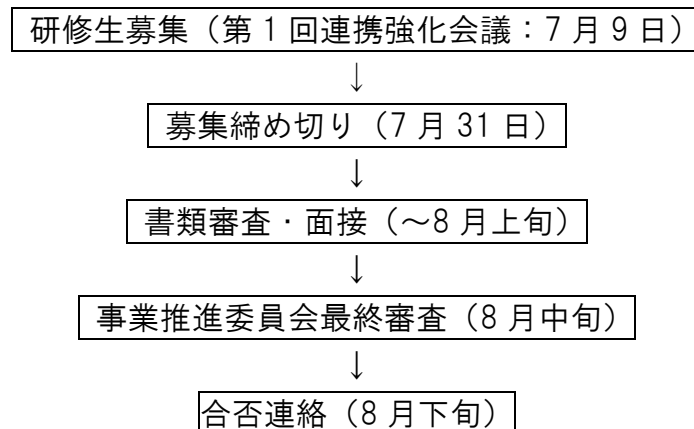 研修生募集（第1回連携強化会議：7月9日）
↓
募集締め切り（7月31日）
↓
書類審査・面接（～8月上旬）
↓
事業推進委員会最終審査（8月中旬）
↓
合否連絡（8月下旬）